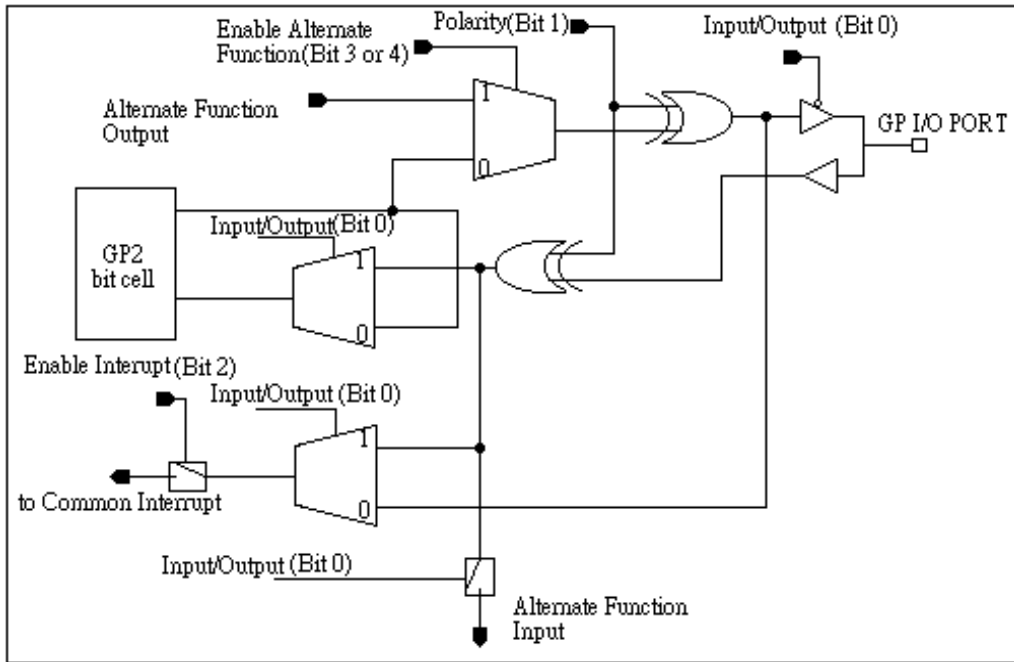 Polarity(Bit 1)
Enable Alternate
Function(Bit 3 or 4)
Input/Output (Bit 0)
Alternate Function
Output
1
0
GP I/O PORT
GP2
bit cell
Input/Output(Bit 0)
1
0
Enable Interupt(Bit 2)
Input/Output (Bit 0)
1
0
to Common Interrupt
Input/Output (Bit 0)
Alternate Function
Input